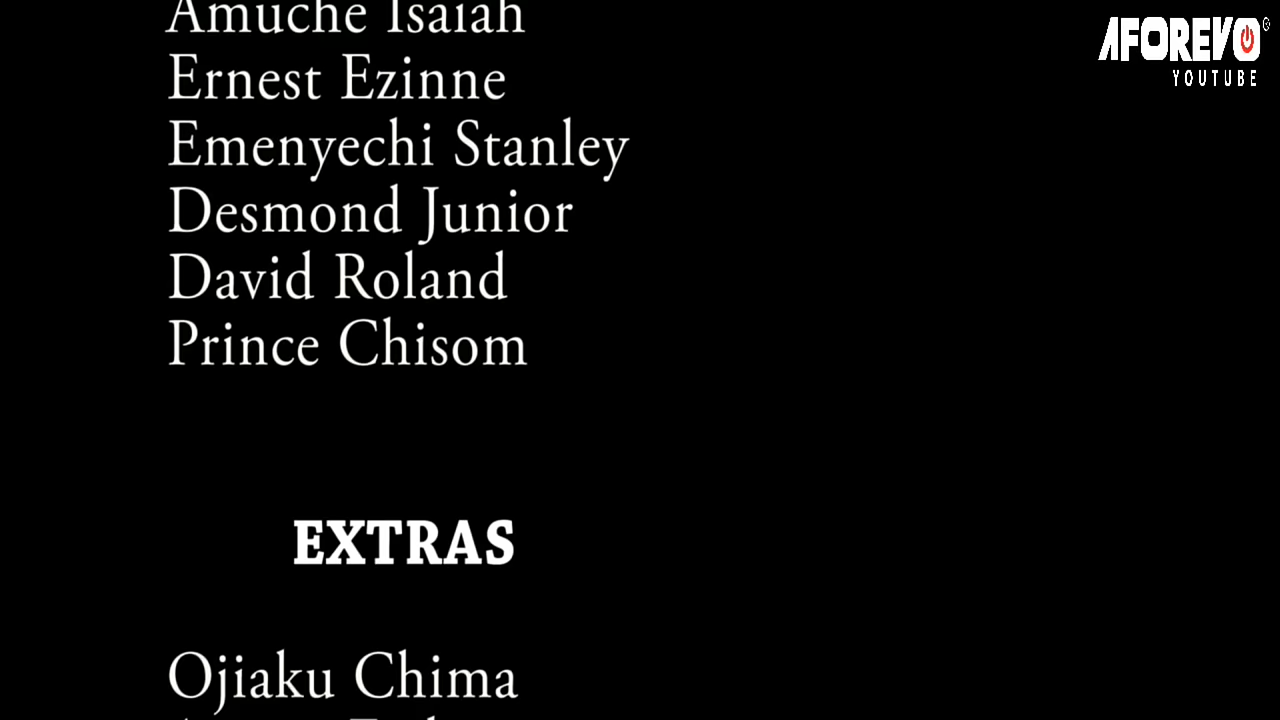 Amuche Isaiah
AFOREVO
YOUTUBE
Ernest Ezinne
Emenyechi Stanley
Desmond Junior
David Roland
Prince Chisom
EXTRAS
Ojiaku Chima